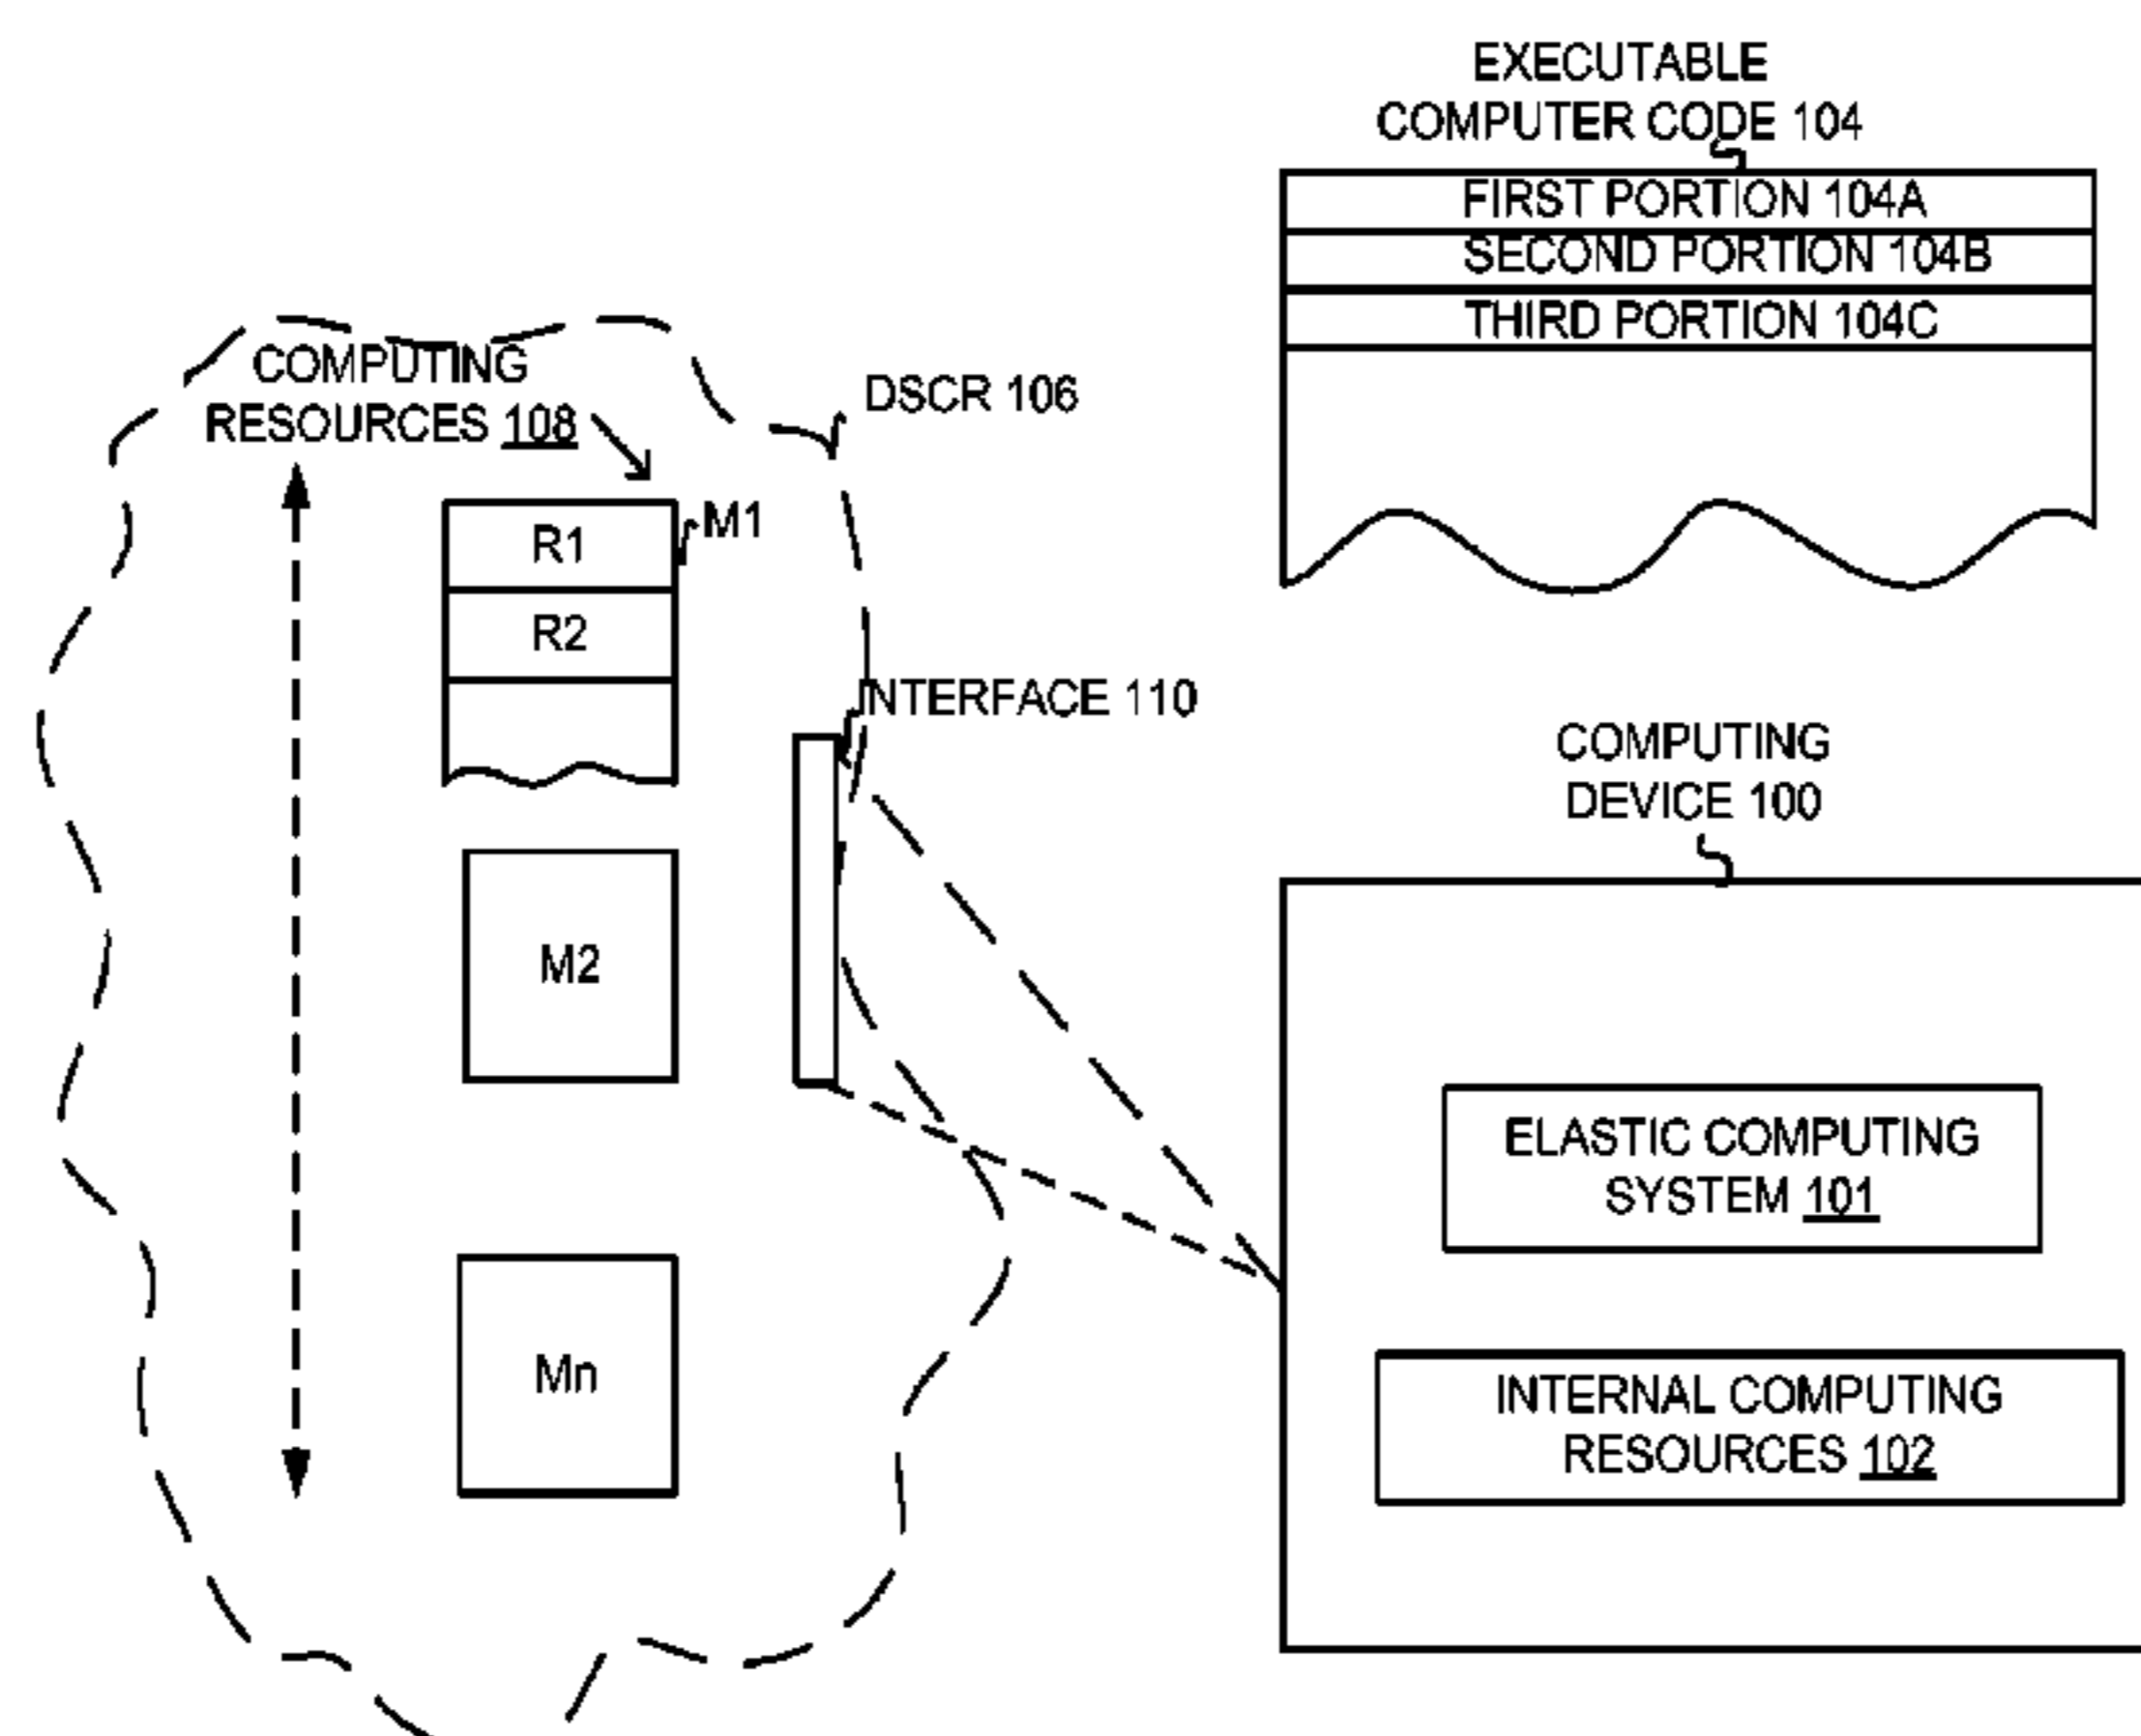 EXECUTABLE
COMPUTER CODE 104
FIRST PORTION 104A
SECOND PORTION 104B
THIRD PORTION 104C
COMPUTING
RESOURCES 108
DSCR 106
M1
R1
R2
INTERFACE 110
M2
Mn
COMPUTING
DEVICE 100
ELASTIC COMPUTING
SYSTEM 101
INTERNAL COMPUTING
RESOURCES 102